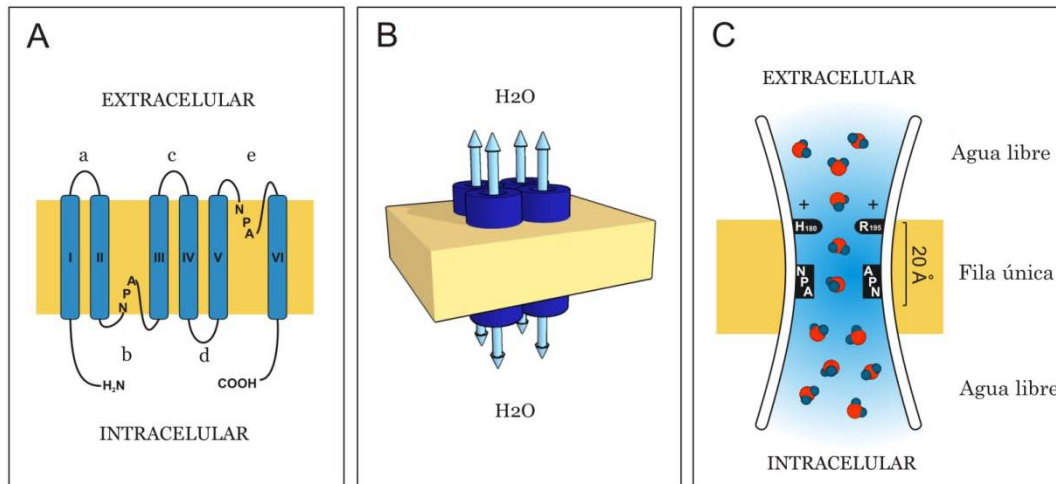 A
EXTRACELULAR
a
c
e
N
P
A
I
II
III
IV
V
VI
A
P
N
b
d
H₂N
COOH
INTRACELULAR
B
H2O
H2O
C
EXTRACELULAR
Agua libre
+ +
H180 R195
20 Å
Fila única
N A
P P
A N
Agua libre
INTRACELULAR